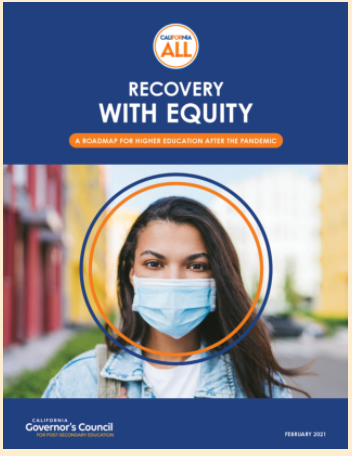 CALIFORNIA
ALL
RECOVERY
WITH EQUITY
A ROADMAP FOR HIGHER EDUCATION AFTER THE PANDEMIC
CALIFORNIA
Governor's Council
FOR POST-SECONDARY EDUCATION
FEBRUARY 2021